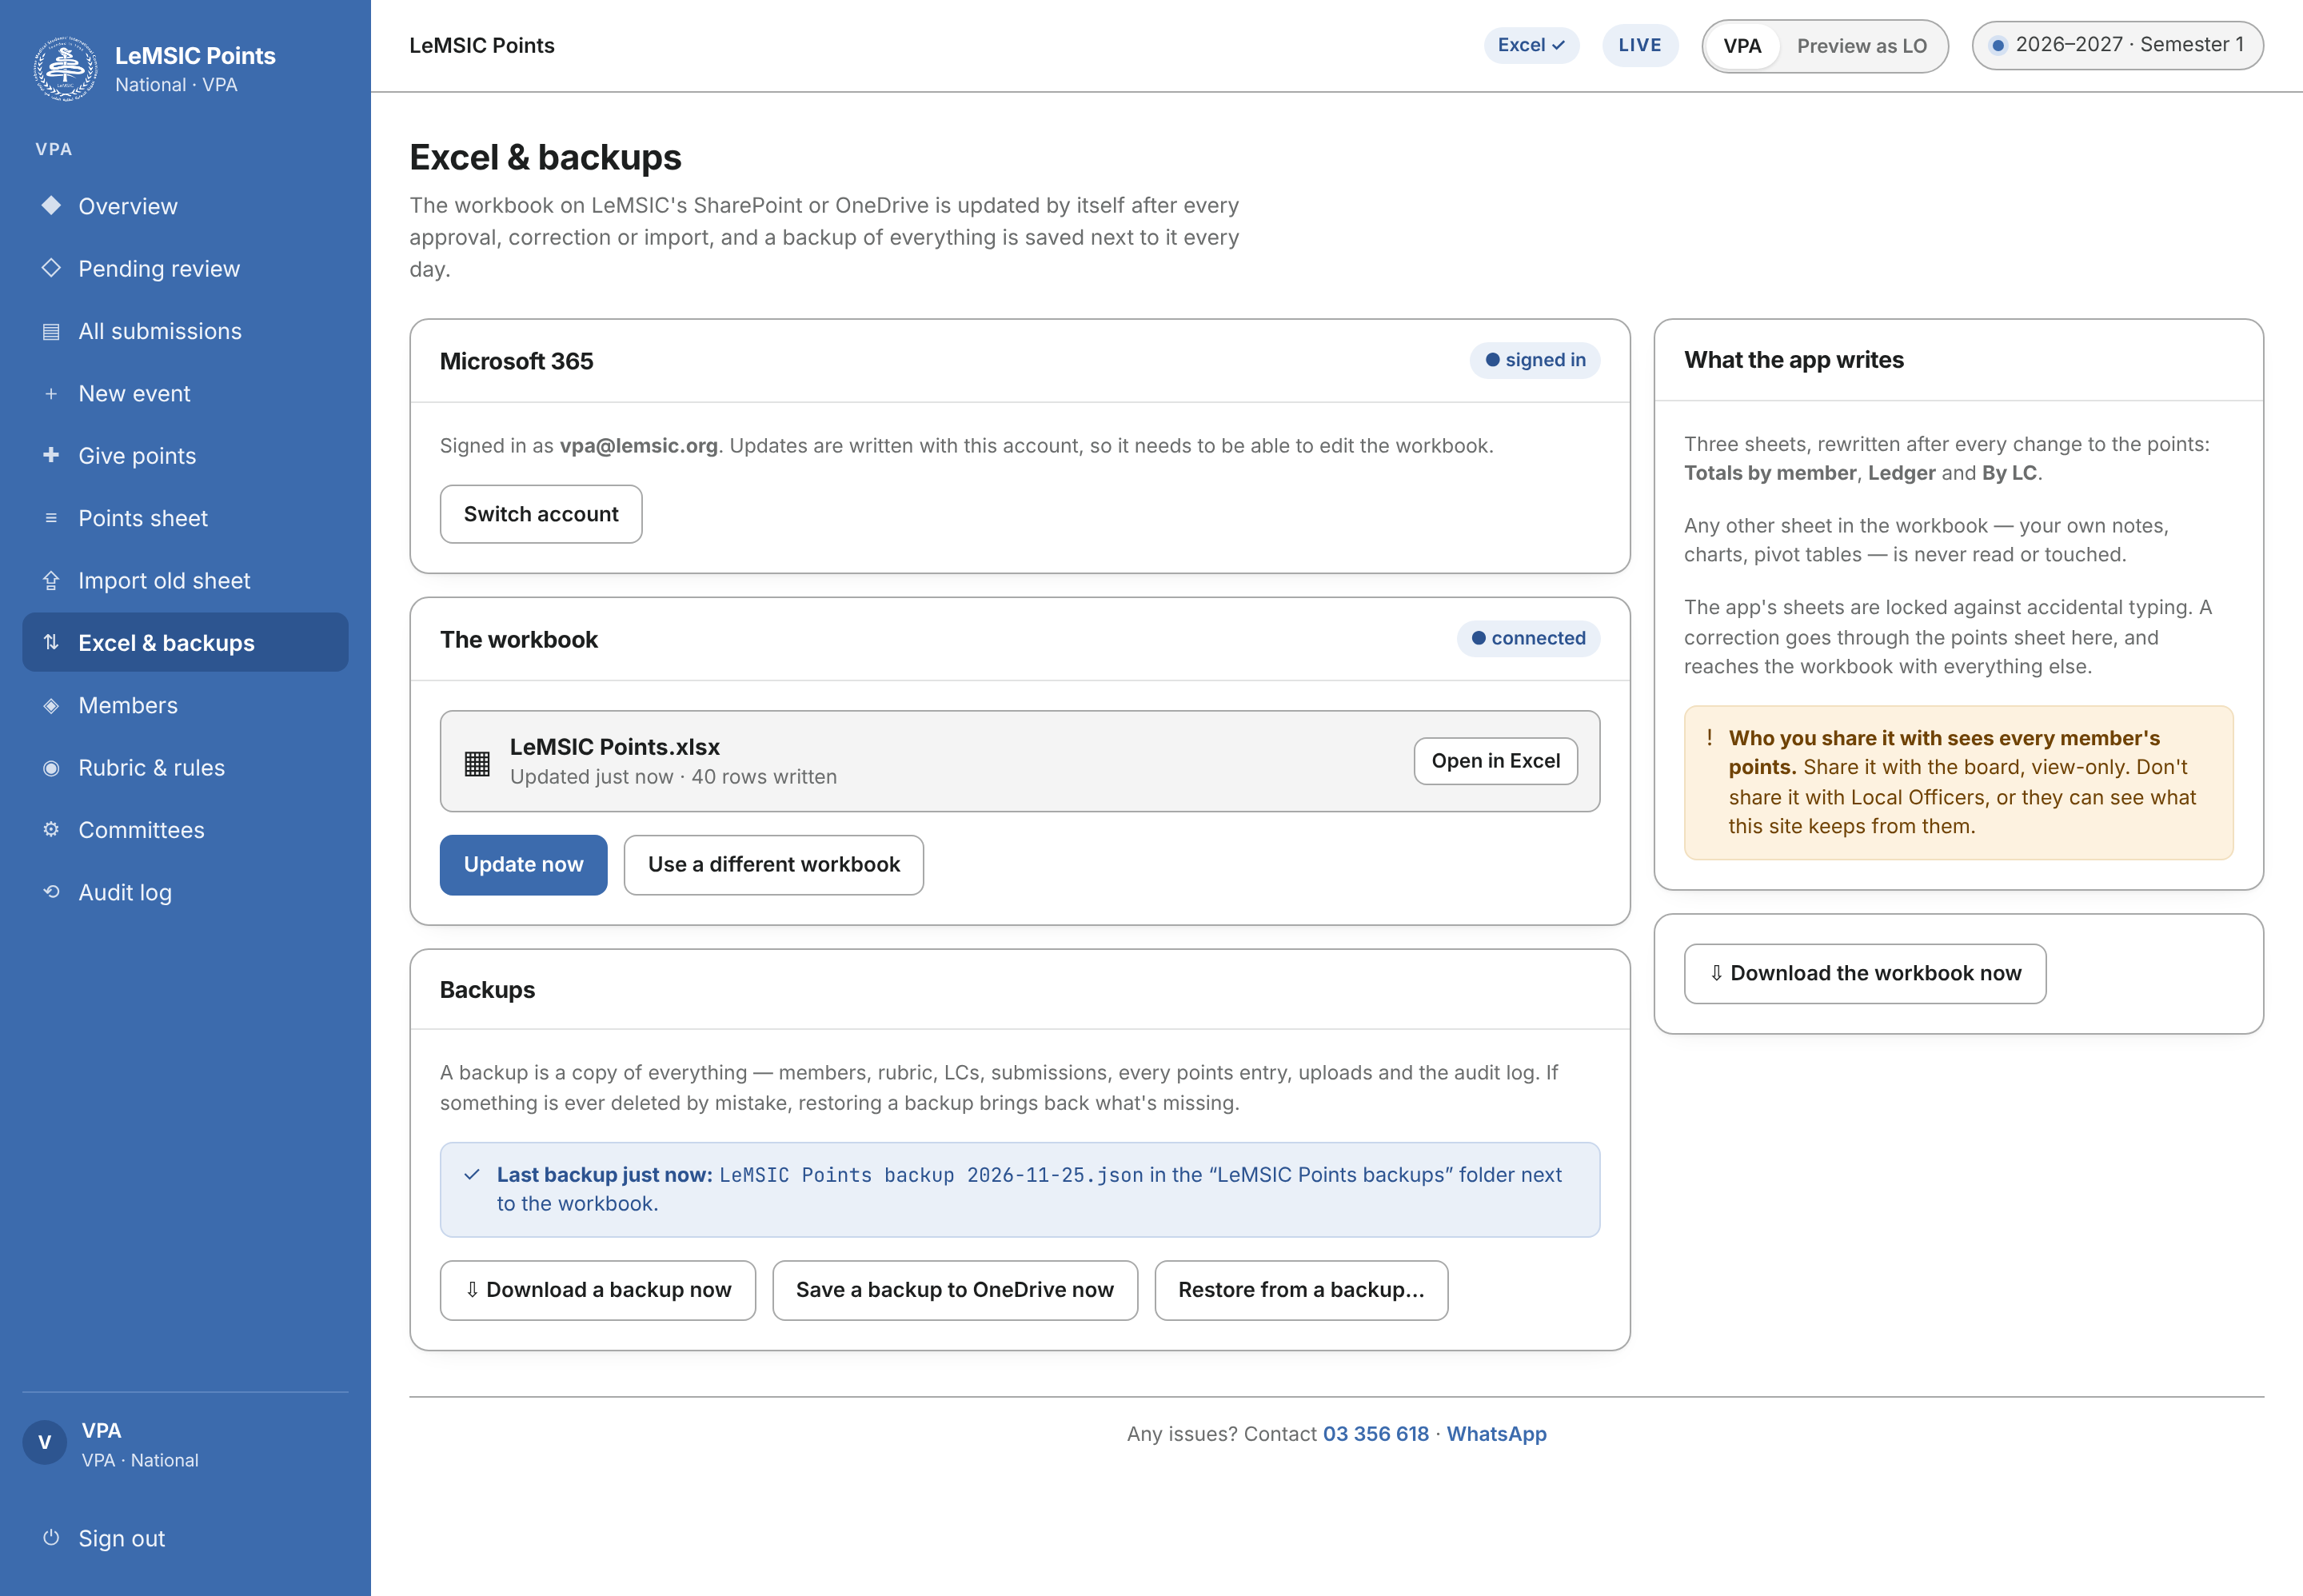 LeMSIC Points
National · VPA
VPA
Overview
Pending review
All submissions
New event
Give points
Points sheet
Import old sheet
Excel & backups
Members
Rubric & rules
Committees
Audit log
V
VPA
VPA · National
Sign out
LeMSIC Points
Excel ✓
LIVE
VPA
Preview as LO
2026–2027 · Semester 1
Excel & backups
The workbook on LeMSIC's SharePoint or OneDrive is updated by itself after every
approval, correction or import, and a backup of everything is saved next to it every
day.
Microsoft 365
signed in
Signed in as vpa@lemsic.org. Updates are written with this account, so it needs to be able to edit the workbook.
Switch account
The workbook
connected
LeMSIC Points.xlsx
Updated just now · 40 rows written
Open in Excel
Update now
Use a different workbook
Backups
A backup is a copy of everything — members, rubric, LCs, submissions, every points entry, uploads and the audit log. If
something is ever deleted by mistake, restoring a backup brings back what's missing.
✓ Last backup just now: LeMSIC Points backup 2026-11-25.json in the “LeMSIC Points backups” folder next
to the workbook.
⇩ Download a backup now
Save a backup to OneDrive now
Restore from a backup...
What the app writes
Three sheets, rewritten after every change to the points:
Totals by member, Ledger and By LC.
Any other sheet in the workbook — your own notes,
charts, pivot tables — is never read or touched.
The app's sheets are locked against accidental typing. A
correction goes through the points sheet here, and
reaches the workbook with everything else.
! Who you share it with sees every member's
points. Share it with the board, view-only. Don't
share it with Local Officers, or they can see what
this site keeps from them.
⇩ Download the workbook now
Any issues? Contact 03 356 618 · WhatsApp